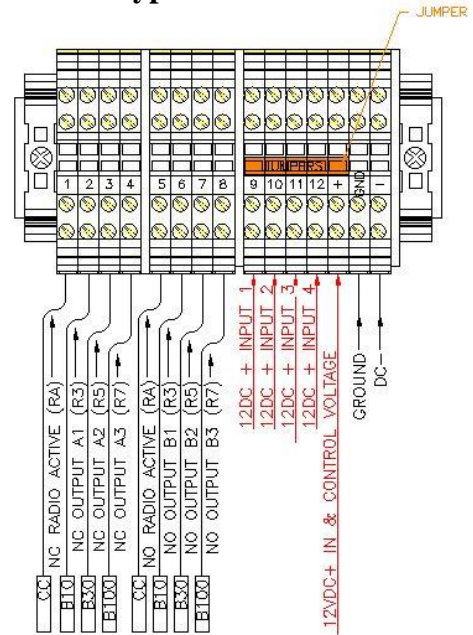 JUMPER
JUMPERS
1 2 3 4 5 6 7 8 9 10 11 12 + GND -
NC RADIO ACTIVE (RA)
NC OUTPUT A1 (R3)
NC OUTPUT A2 (R5)
NC OUTPUT A3 (R7)
NO RADIO ACTIVE (RA)
NO OUTPUT B1 (R3)
NO OUTPUT B2 (R5)
NO OUTPUT B3 (R7)
12DC + INPUT 1
12DC + INPUT 2
12DC + INPUT 3
12DC + INPUT 4
12VDC+ IN & CONTROL VOLTAGE
GROUND
DC-
CC
B10
B30
B100
CC
B10
B30
B100